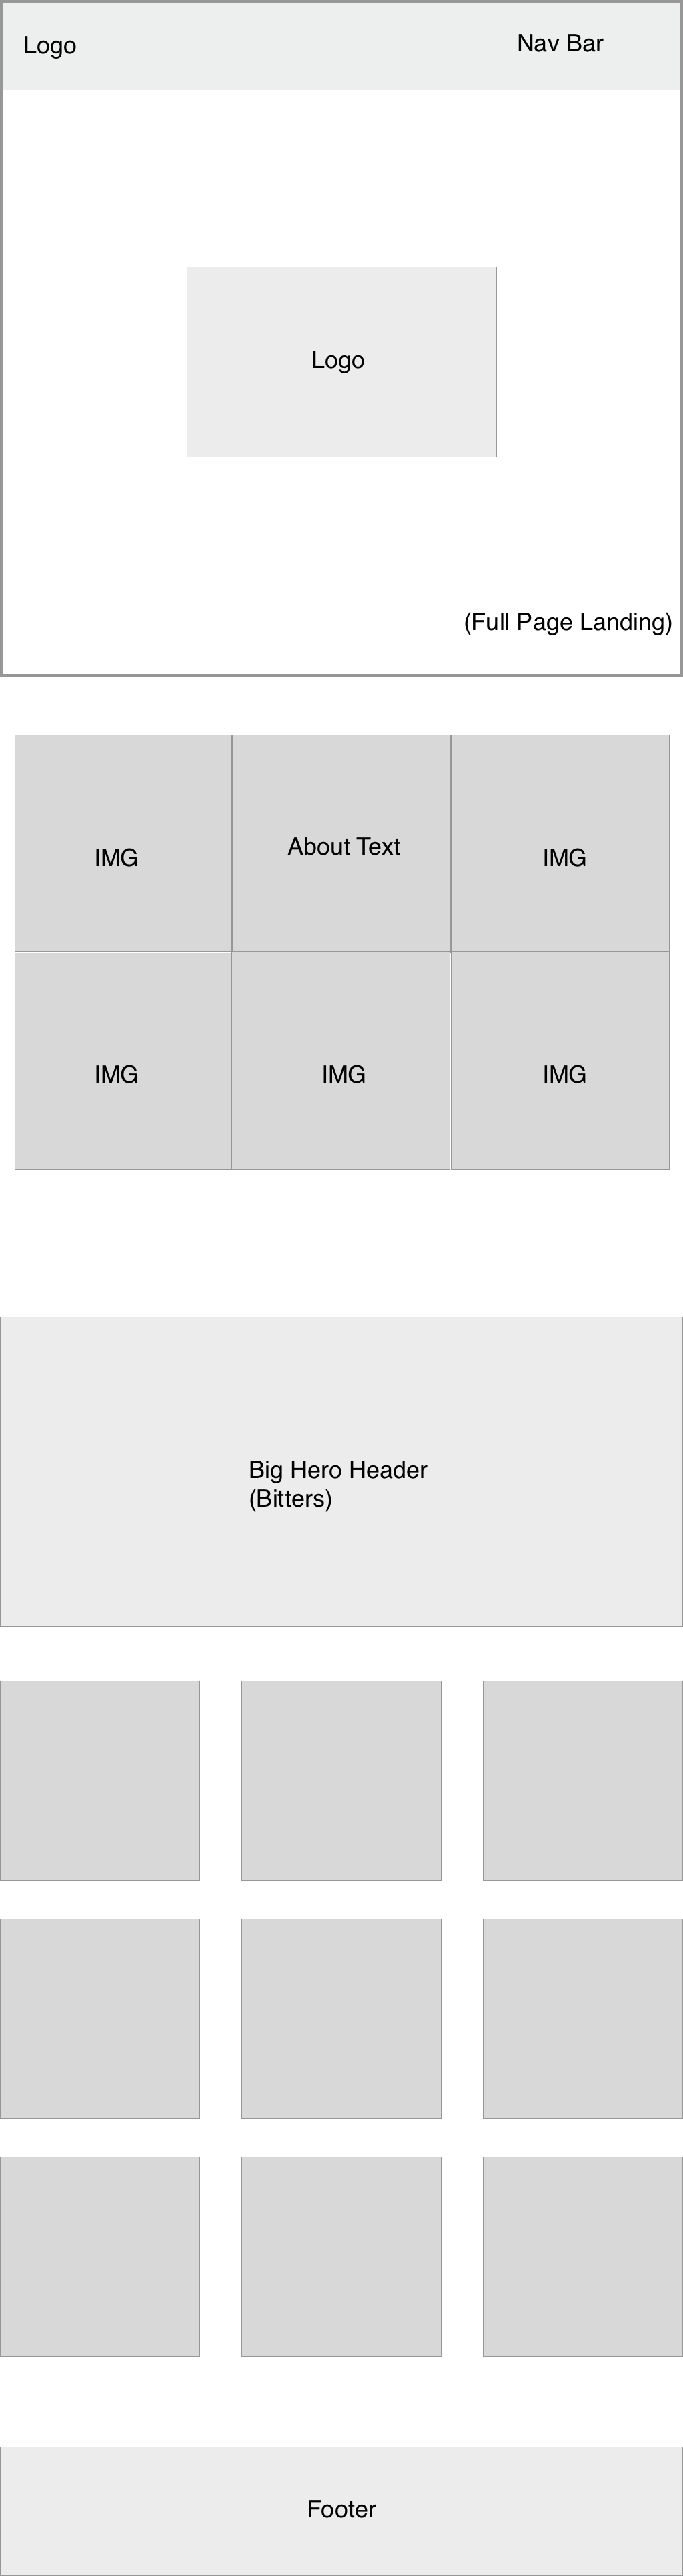 Logo
Nav Bar
Logo
(Full Page Landing)
IMG
About Text
IMG
IMG
IMG
IMG
Big Hero Header
(Bitters)
Footer